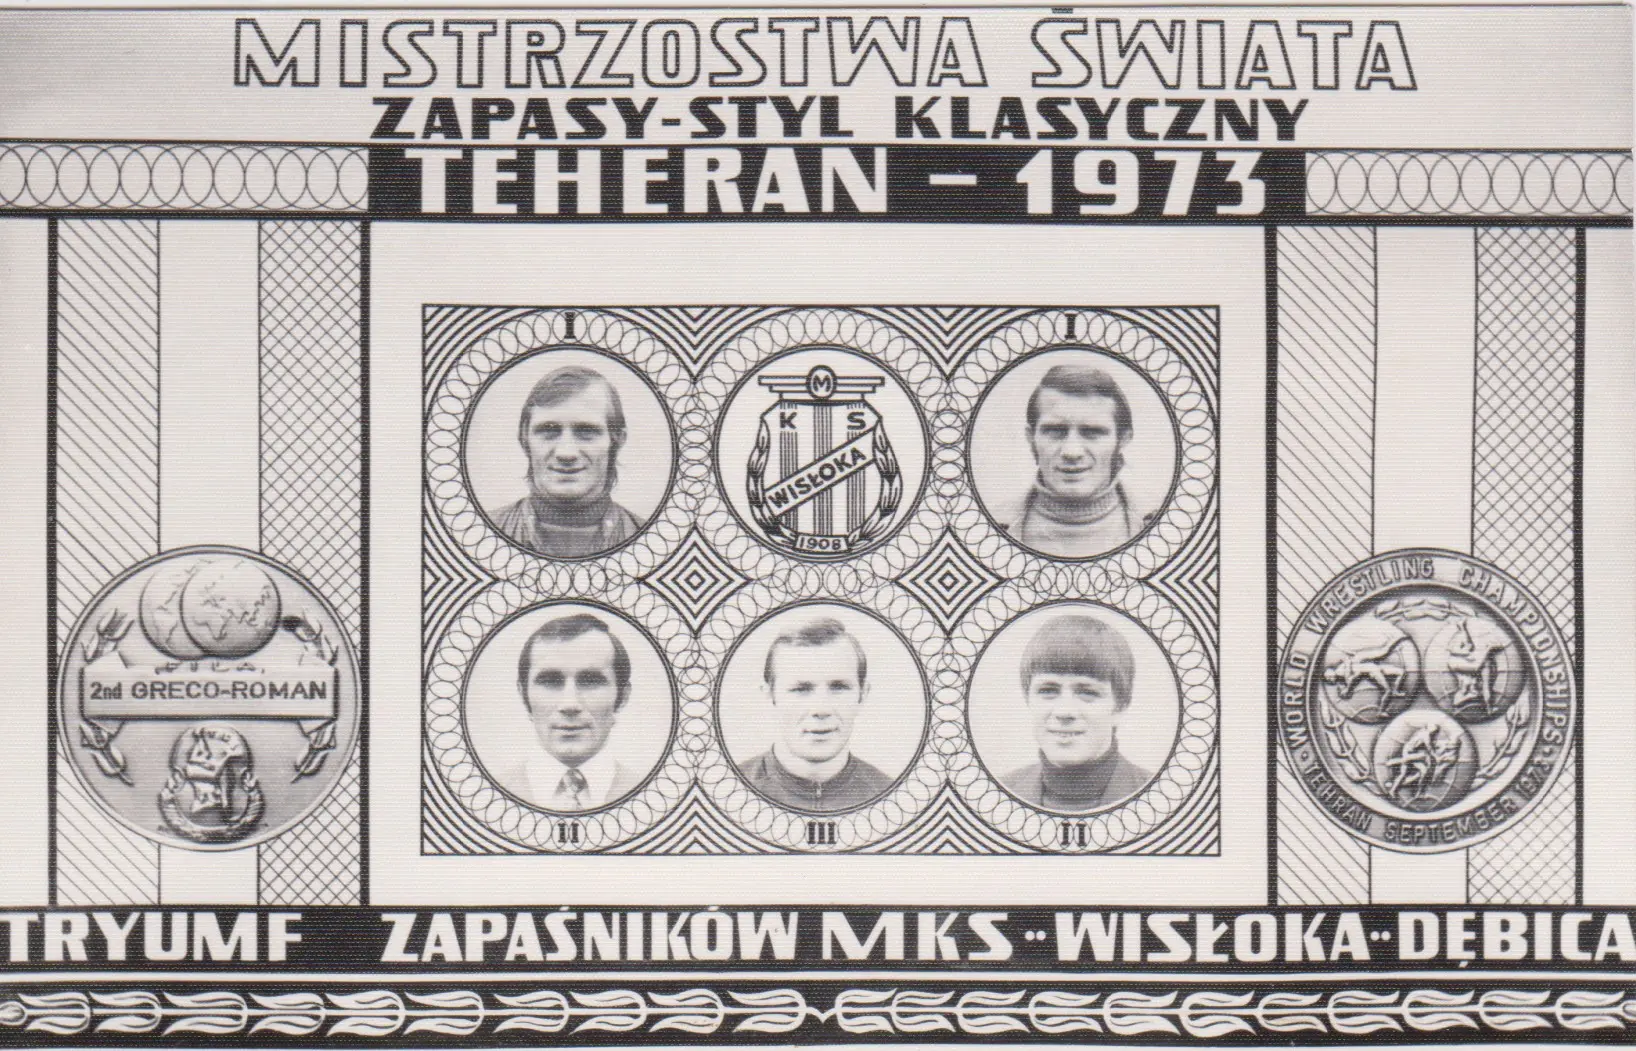 MISTRZOSTWA ŚWIATA
ZAPASY-STYL KLASYCZNY
TEHERAN - 1973
I
I
M
K S
WISŁOKA
1908
2nd GRECO-ROMAN
WORLD WRESTLING CHAMPIONSHIPS
TEHRAN SEPTEMBER 1973
II
III
II
TRYUMF ZAPAŚNIKÓW MKS ·· WISŁOKA ·· DĘBICA